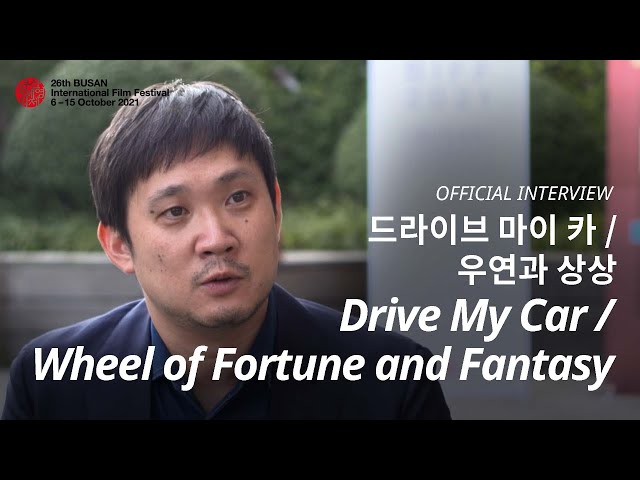 26th BUSAN
International Film Festival
6–15 October 2021
OFFICIAL INTERVIEW
드라이브 마이 카 /
우연과 상상
Drive My Car /
Wheel of Fortune and Fantasy